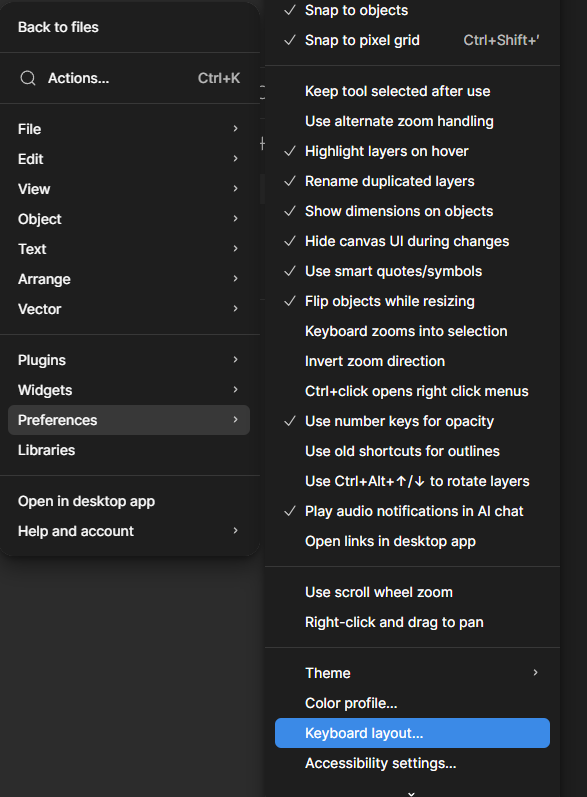 Back to files
Actions... Ctrl+K
File
Edit
View
Object
Text
Arrange
Vector
Plugins
Widgets
Preferences
Libraries
Open in desktop app
Help and account
Snap to objects
Snap to pixel grid Ctrl+Shift+'
Keep tool selected after use
Use alternate zoom handling
Highlight layers on hover
Rename duplicated layers
Show dimensions on objects
Hide canvas UI during changes
Use smart quotes/symbols
Flip objects while resizing
Keyboard zooms into selection
Invert zoom direction
Ctrl+click opens right click menus
Use number keys for opacity
Use old shortcuts for outlines
Use Ctrl+Alt+↑/↓ to rotate layers
Play audio notifications in AI chat
Open links in desktop app
Use scroll wheel zoom
Right-click and drag to pan
Theme
Color profile...
Keyboard layout...
Accessibility settings...